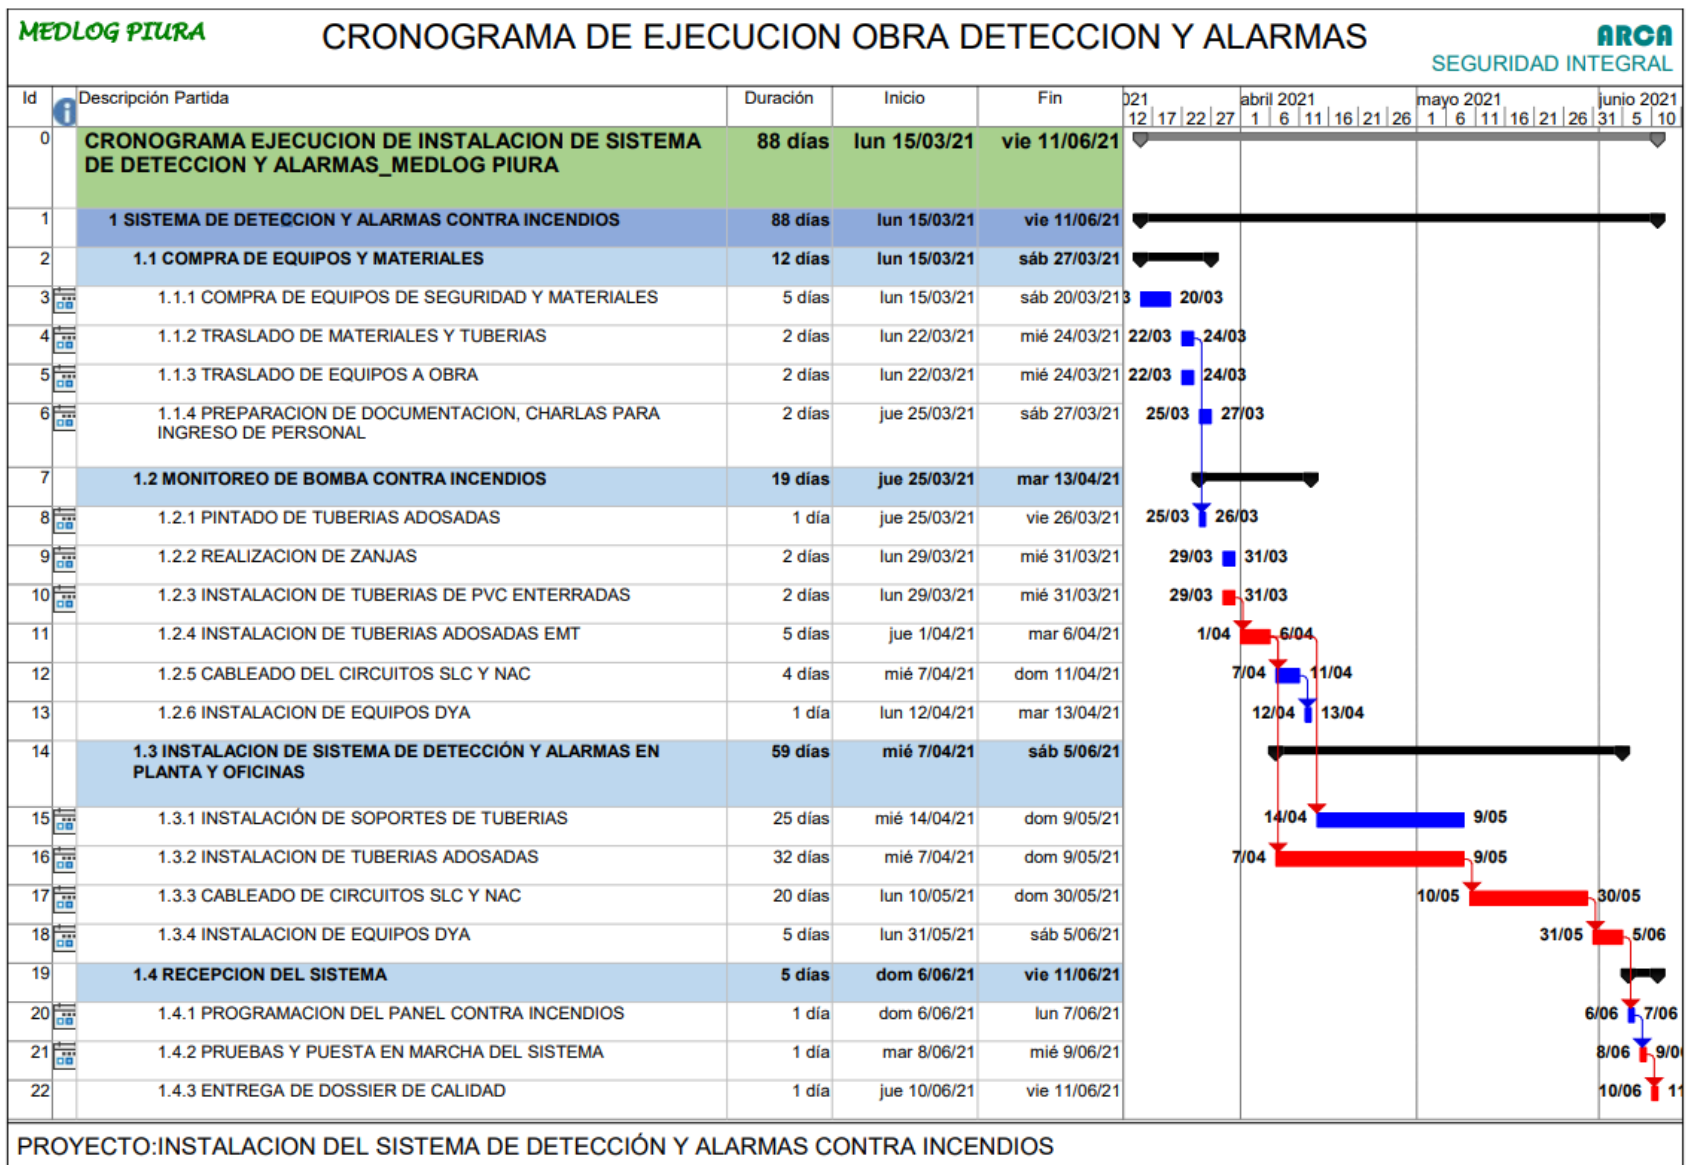 MEDLOG PIURA
CRONOGRAMA DE EJECUCION OBRA DETECCION Y ALARMAS
ARCA
SEGURIDAD INTEGRAL
Id Descripción Partida Duración Inicio Fin 021 abril 2021 mayo 2021 junio 2021
12 17 22 27 1 6 11 16 21 26 1 6 11 16 21 26 31 5 10
0 CRONOGRAMA EJECUCION DE INSTALACION DE SISTEMA 88 días lun 15/03/21 vie 11/06/21
DE DETECCION Y ALARMAS_MEDLOG PIURA
1 1 SISTEMA DE DETECCION Y ALARMAS CONTRA INCENDIOS 88 días lun 15/03/21 vie 11/06/21
2 1.1 COMPRA DE EQUIPOS Y MATERIALES 12 días lun 15/03/21 sáb 27/03/21
3 1.1.1 COMPRA DE EQUIPOS DE SEGURIDAD Y MATERIALES 5 días lun 15/03/21 sáb 20/03/21 3 20/03
4 1.1.2 TRASLADO DE MATERIALES Y TUBERIAS 2 días lun 22/03/21 mié 24/03/21 22/03 24/03
5 1.1.3 TRASLADO DE EQUIPOS A OBRA 2 días lun 22/03/21 mié 24/03/21 22/03 24/03
6 1.1.4 PREPARACION DE DOCUMENTACION, CHARLAS PARA 2 días jue 25/03/21 sáb 27/03/21 25/03 27/03
INGRESO DE PERSONAL
7 1.2 MONITOREO DE BOMBA CONTRA INCENDIOS 19 días jue 25/03/21 mar 13/04/21
8 1.2.1 PINTADO DE TUBERIAS ADOSADAS 1 día jue 25/03/21 vie 26/03/21 25/03 26/03
9 1.2.2 REALIZACION DE ZANJAS 2 días lun 29/03/21 mié 31/03/21 29/03 31/03
10 1.2.3 INSTALACION DE TUBERIAS DE PVC ENTERRADAS 2 días lun 29/03/21 mié 31/03/21 29/03 31/03
11 1.2.4 INSTALACION DE TUBERIAS ADOSADAS EMT 5 días jue 1/04/21 mar 6/04/21 1/04 6/04
12 1.2.5 CABLEADO DEL CIRCUITOS SLC Y NAC 4 días mié 7/04/21 dom 11/04/21 7/04 11/04
13 1.2.6 INSTALACION DE EQUIPOS DYA 1 día lun 12/04/21 mar 13/04/21 12/04 13/04
14 1.3 INSTALACION DE SISTEMA DE DETECCIÓN Y ALARMAS EN 59 días mié 7/04/21 sáb 5/06/21
PLANTA Y OFICINAS
15 1.3.1 INSTALACIÓN DE SOPORTES DE TUBERIAS 25 días mié 14/04/21 dom 9/05/21 14/04 9/05
16 1.3.2 INSTALACION DE TUBERIAS ADOSADAS 32 días mié 7/04/21 dom 9/05/21 7/04 9/05
17 1.3.3 CABLEADO DE CIRCUITOS SLC Y NAC 20 días lun 10/05/21 dom 30/05/21 10/05 30/05
18 1.3.4 INSTALACION DE EQUIPOS DYA 5 días lun 31/05/21 sáb 5/06/21 31/05 5/06
19 1.4 RECEPCION DEL SISTEMA 5 días dom 6/06/21 vie 11/06/21
20 1.4.1 PROGRAMACION DEL PANEL CONTRA INCENDIOS 1 día dom 6/06/21 lun 7/06/21 6/06 7/06
21 1.4.2 PRUEBAS Y PUESTA EN MARCHA DEL SISTEMA 1 día mar 8/06/21 mié 9/06/21 8/06 9/0
22 1.4.3 ENTREGA DE DOSSIER DE CALIDAD 1 día jue 10/06/21 vie 11/06/21 10/06 11
PROYECTO:INSTALACION DEL SISTEMA DE DETECCIÓN Y ALARMAS CONTRA INCENDIOS